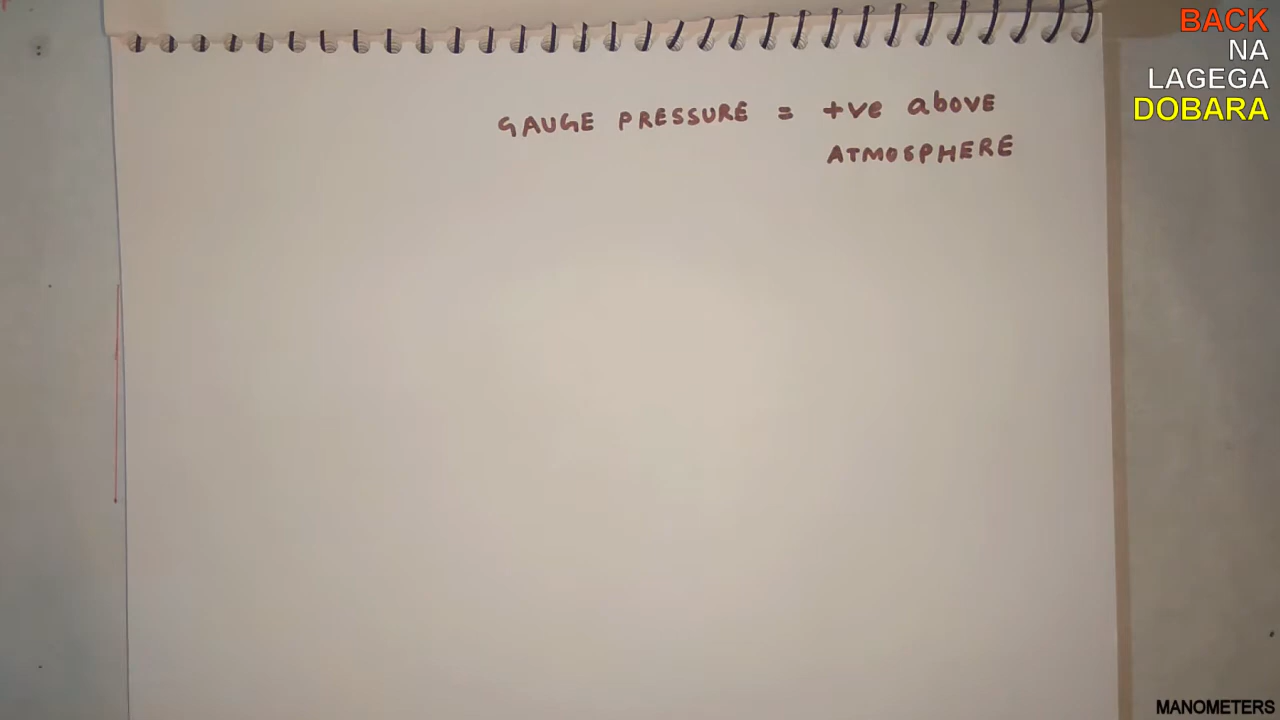 BACK
NA
LAGEGA
DOBARA
GAUGE PRESSURE = +ve above
ATMOSPHERE
MANOMETERS